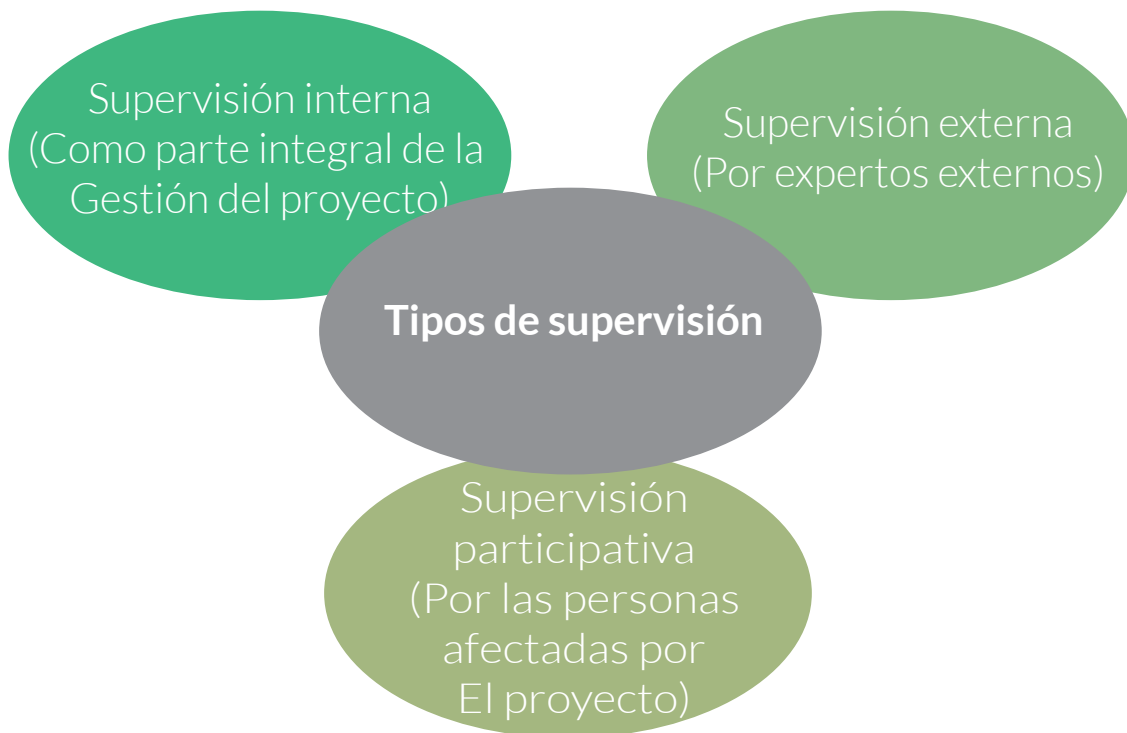 Supervisión interna
(Como parte integral de la
Gestión del proyecto)
Supervisión externa
(Por expertos externos)
Tipos de supervisión
Supervisión
participativa
(Por las personas
afectadas por
El proyecto)